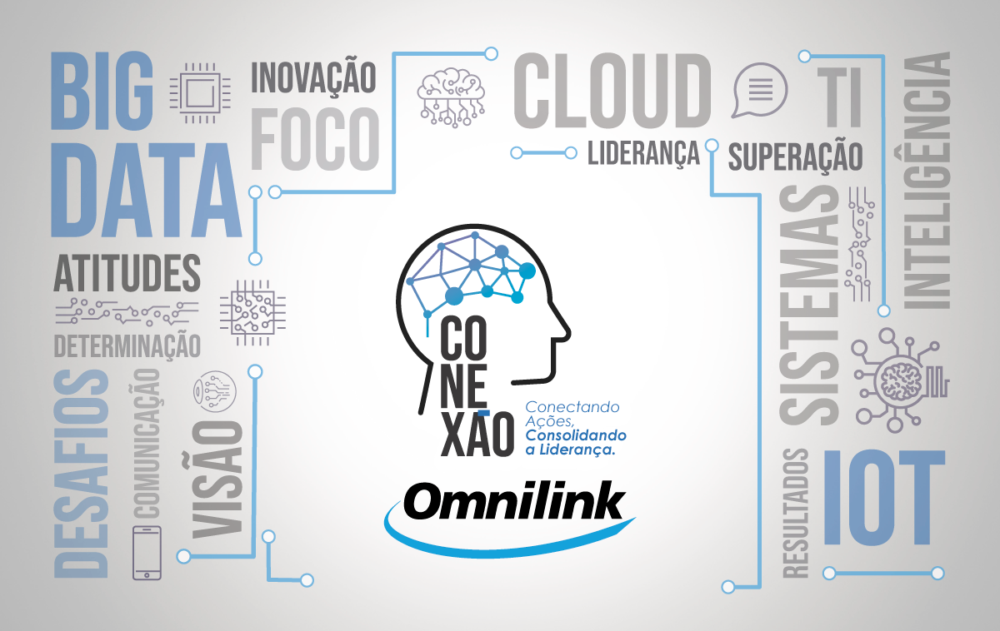 BIG
DATA
INOVAÇÃO
FOCO
CLOUD
TI
LIDERANÇA
SUPERAÇÃO
INTELIGÊNCIA
SISTEMAS
ATITUDES
DETERMINAÇÃO
DESAFIOS
COMUNICAÇÃO
VISÃO
CO
NE
XÃO
Conectando
Ações,
Consolidando
a Liderança.
Omnilink
RESULTADOS
IOT